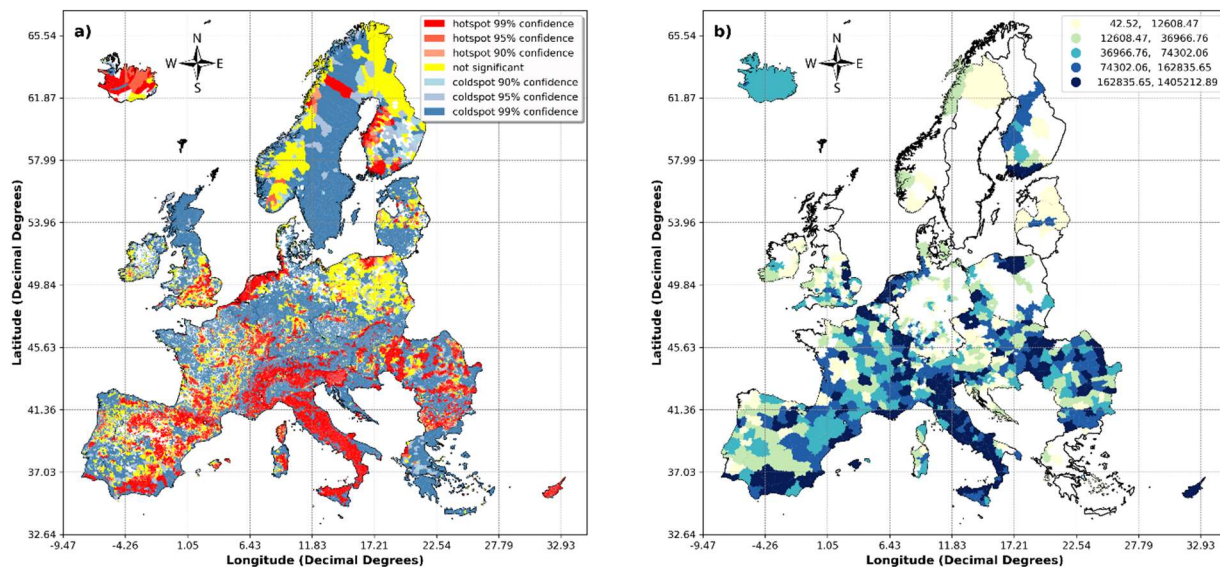 a)
N
W E
S
hotspot 99% confidence
hotspot 95% confidence
hotspot 90% confidence
not significant
coldspot 90% confidence
coldspot 95% confidence
coldspot 99% confidence
65.54
61.87
57.99
53.96
49.84
45.63
41.36
37.03
32.64
Latitude (Decimal Degrees)
-9.47 -4.26 1.05 6.43 11.83 17.21 22.54 27.79 32.93
Longitude (Decimal Degrees)
b)
N
W E
S
42.52, 12608.47
12608.47, 36966.76
36966.76, 74302.06
74302.06, 162835.65
162835.65, 1405212.89
65.54
61.87
57.99
53.96
49.84
45.63
41.36
37.03
32.64
Latitude (Decimal Degrees)
-9.47 -4.26 1.05 6.43 11.83 17.21 22.54 27.79 32.93
Longitude (Decimal Degrees)